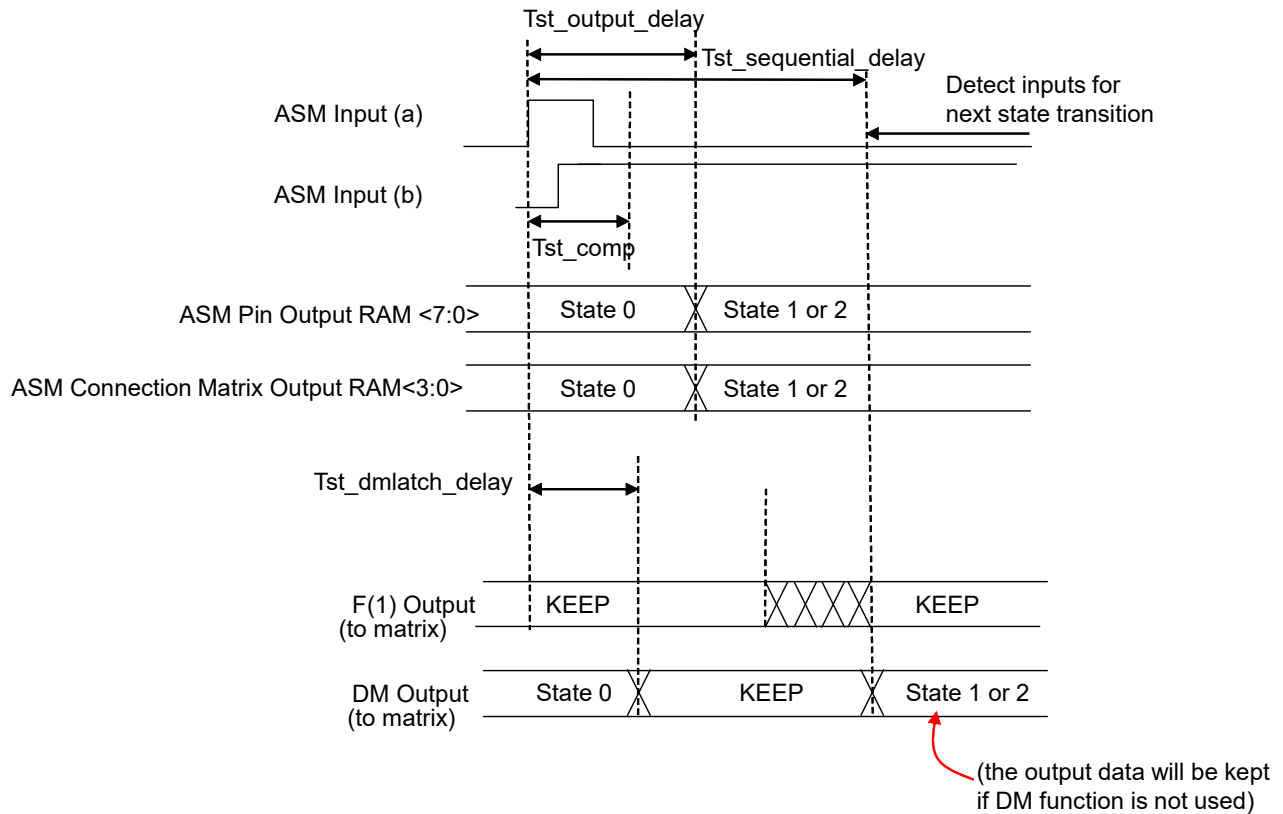 Tst_output_delay
Tst_sequential_delay
Detect inputs for
next state transition
ASM Input (a)
ASM Input (b)
Tst_comp
ASM Pin Output RAM <7:0>
State 0
State 1 or 2
ASM Connection Matrix Output RAM<3:0>
State 0
State 1 or 2
Tst_dmlatch_delay
F(1) Output
(to matrix)
KEEP
KEEP
DM Output
(to matrix)
State 0
KEEP
State 1 or 2
(the output data will be kept
if DM function is not used)